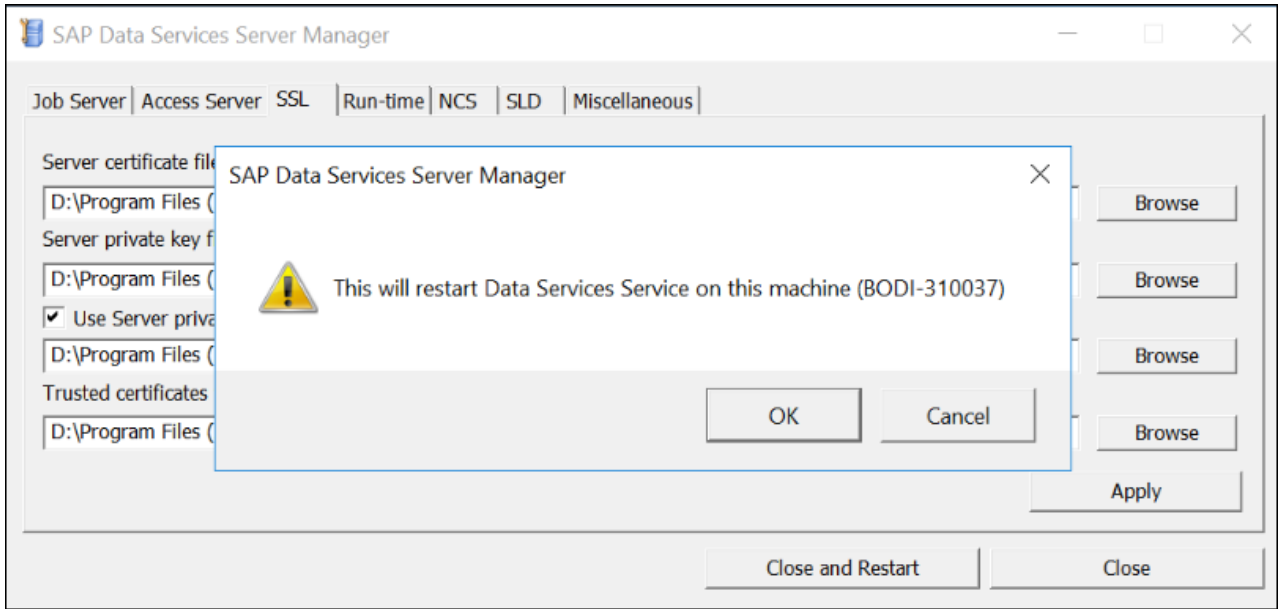 SAP Data Services Server Manager
Job Server Access Server SSL Run-time NCS SLD Miscellaneous
Server certificate file
D:\Program Files ( Browse
Server private key f
D:\Program Files ( Browse
Use Server priva
D:\Program Files ( Browse
Trusted certificates
D:\Program Files ( Browse
Apply
Close and Restart Close
SAP Data Services Server Manager
This will restart Data Services Service on this machine (BODI-310037)
OK Cancel